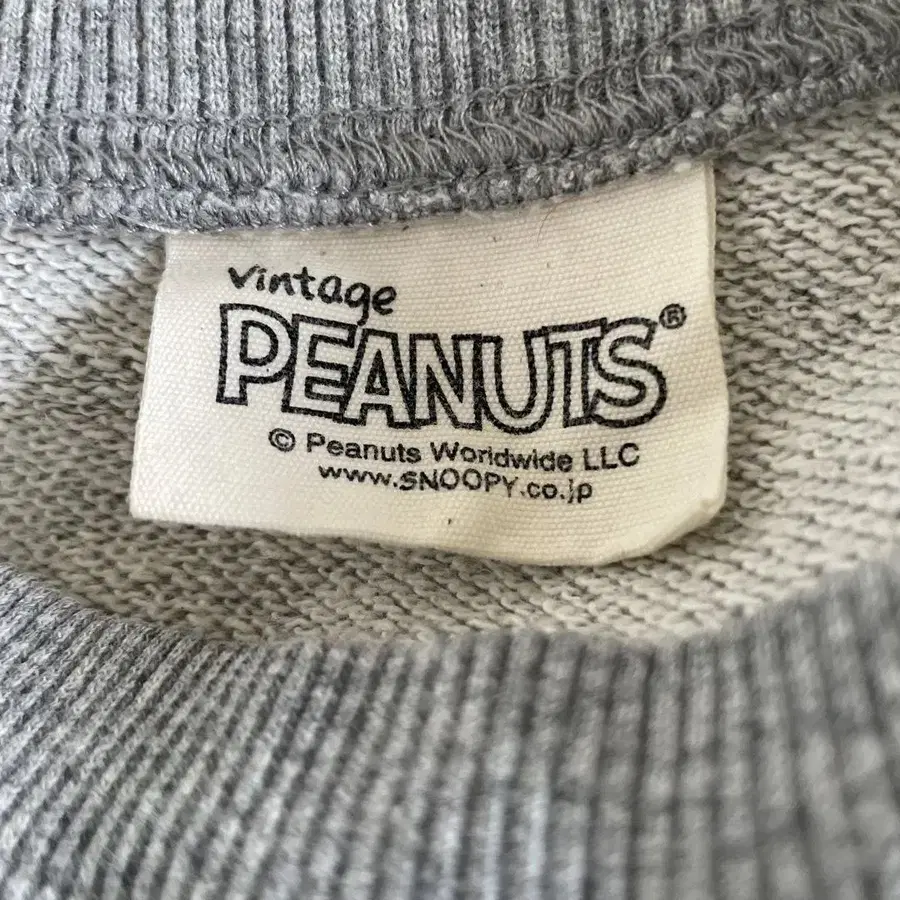 vintage
PEANUTS®
© Peanuts Worldwide LLC
www.SNOOPY.co.jp